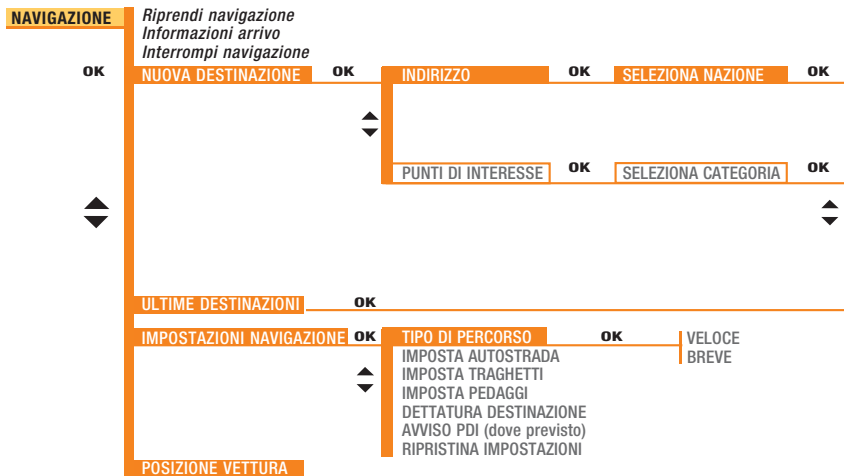 NAVIGAZIONE
Riprendi navigazione
Informazioni arrivo
Interrompi navigazione
OK
NUOVA DESTINAZIONE OK INDIRIZZO OK SELEZIONA NAZIONE OK
PUNTI DI INTERESSE OK SELEZIONA CATEGORIA OK
ULTIME DESTINAZIONI OK
IMPOSTAZIONI NAVIGAZIONE OK TIPO DI PERCORSO OK VELOCE
BREVE
IMPOSTA AUTOSTRADA
IMPOSTA TRAGHETTI
IMPOSTA PEDAGGI
DETTATURA DESTINAZIONE
AVVISO PDI (dove previsto)
RIPRISTINA IMPOSTAZIONI
POSIZIONE VETTURA